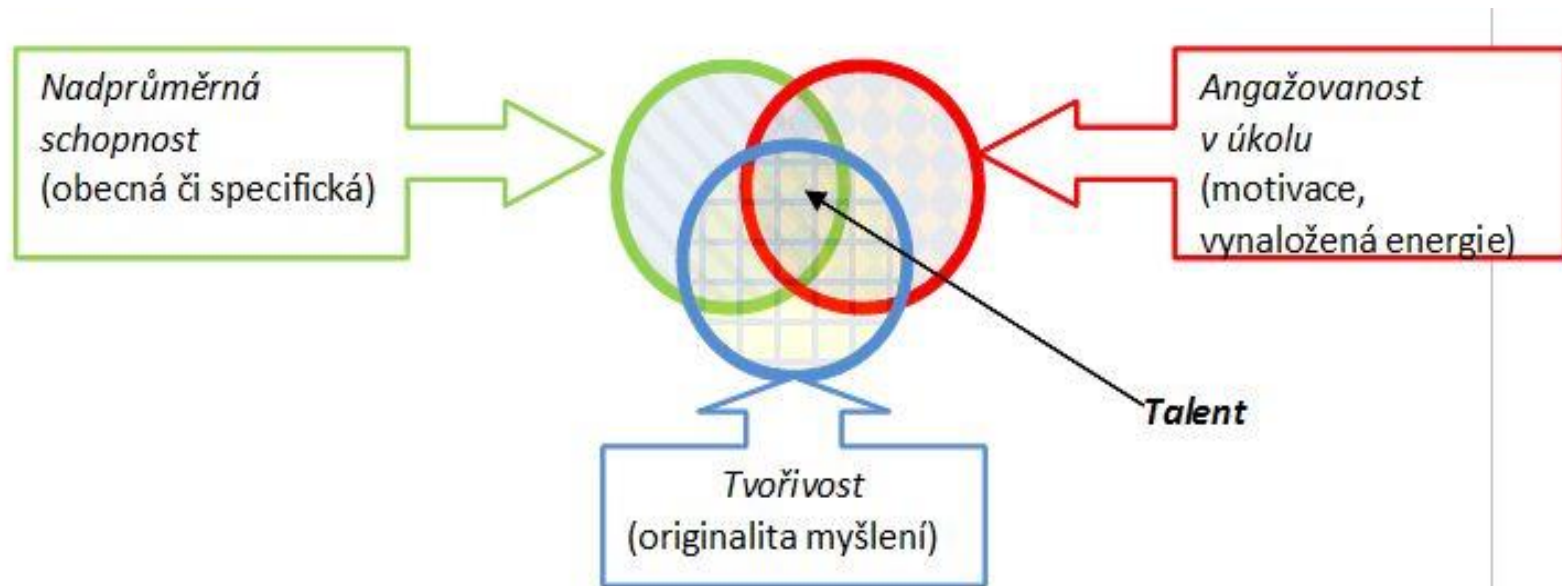 Nadprůměrná
schopnost
(obecná či specifická)
Angažovanost
v úkolu
(motivace,
vynaložená energie)
Talent
Tvořivost
(originalita myšlení)